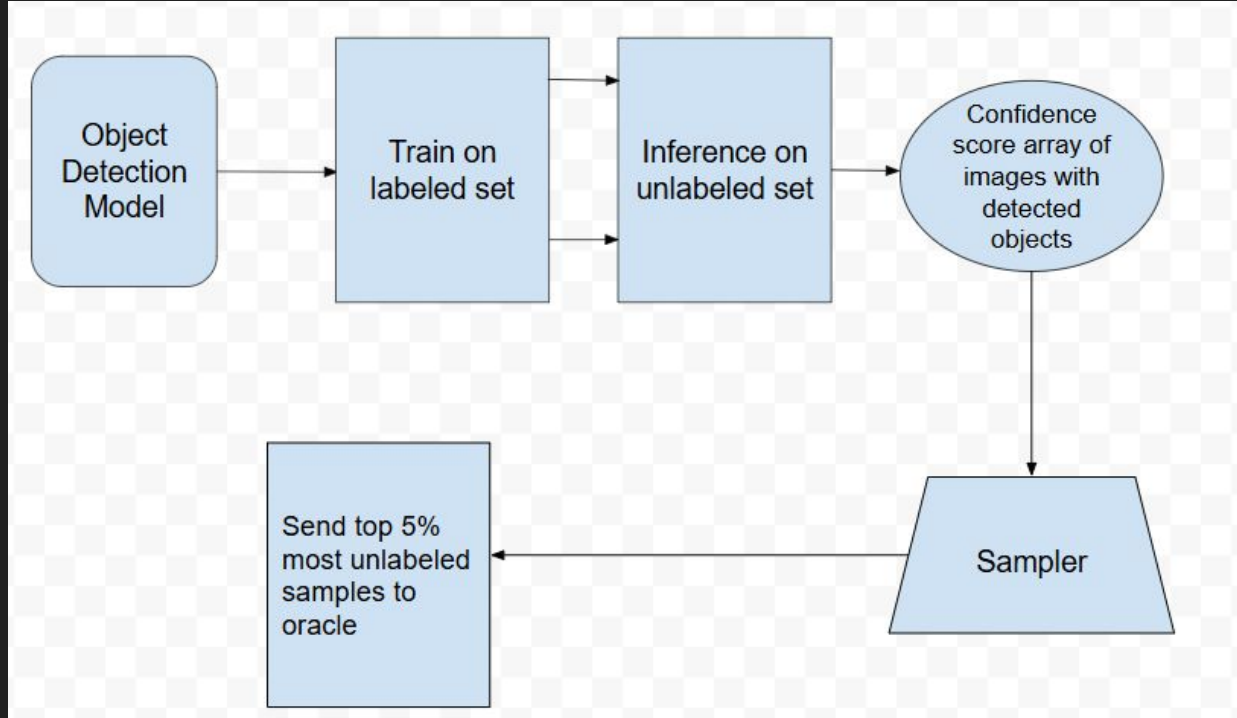 Object
Detection
Model
Train on
labeled set
Inference on
unlabeled set
Confidence
score array of
images with
detected
objects
Send top 5%
most unlabeled
samples to
oracle
Sampler